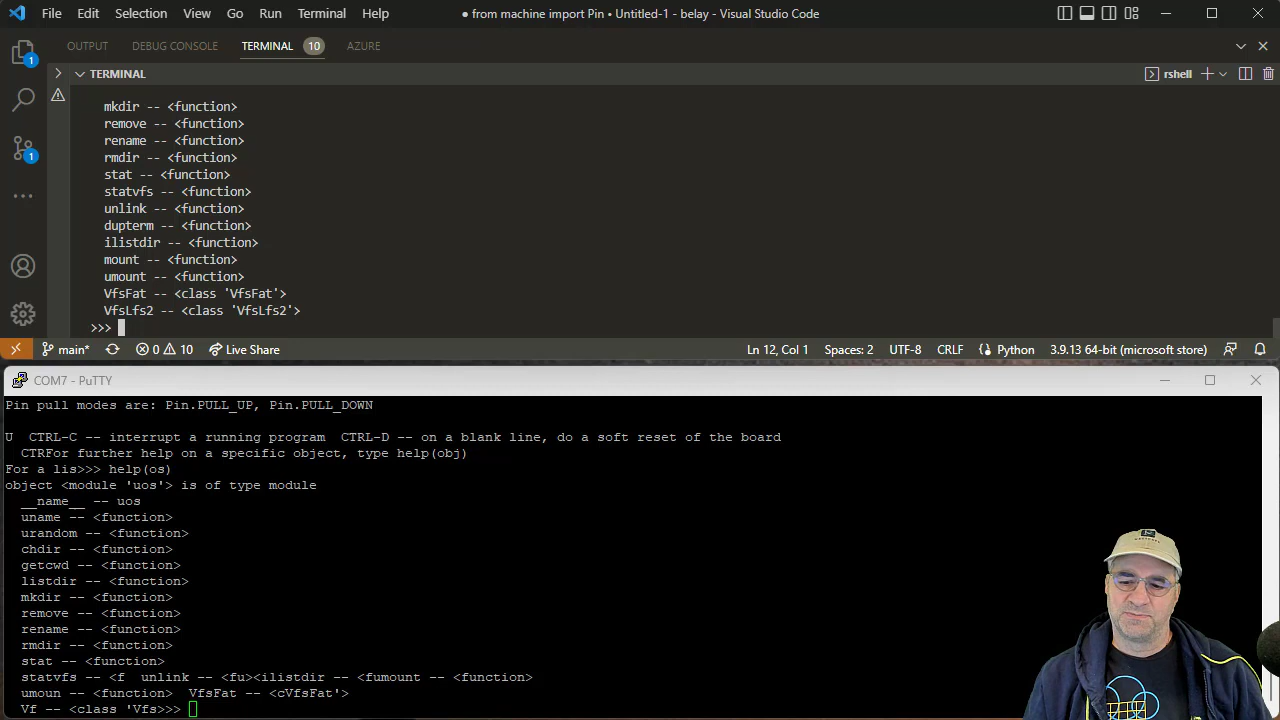 File Edit Selection View Go Run Terminal Help ● from machine import Pin • Untitled-1 - belay - Visual Studio Code
OUTPUT DEBUG CONSOLE TERMINAL 10 AZURE
1
TERMINAL rshell
mkdir -- <function>
remove -- <function>
rename -- <function>
rmdir -- <function>
1
stat -- <function>
statvfs -- <function>
unlink -- <function>
dupterm -- <function>
ilistdir -- <function>
mount -- <function>
umount -- <function>
VfsFat -- <class 'VfsFat'>
VfsLfs2 -- <class 'VfsLfs2'>
>>>
main* 0 10 Live Share Ln 12, Col 1 Spaces: 2 UTF-8 CRLF Python 3.9.13 64-bit (microsoft store)
COM7 - PuTTY
Pin pull modes are: Pin.PULL_UP, Pin.PULL_DOWN
U  CTRL-C -- interrupt a running program  CTRL-D -- on a blank line, do a soft reset of the board
CTRFor further help on a specific object, type help(obj)
For a lis>>> help(os)
object <module 'uos'> is of type module
__name__ -- uos
uname -- <function>
urandom -- <function>
chdir -- <function>
getcwd -- <function>
listdir -- <function>
mkdir -- <function>
remove -- <function>
rename -- <function>
rmdir -- <function>
stat -- <function>
statvfs -- <f  unlink -- <fu><ilistdir -- <fumount -- <function>
umoun -- <function>  VfsFat -- <cVfsFat'>
Vf -- <class 'Vfs>>>